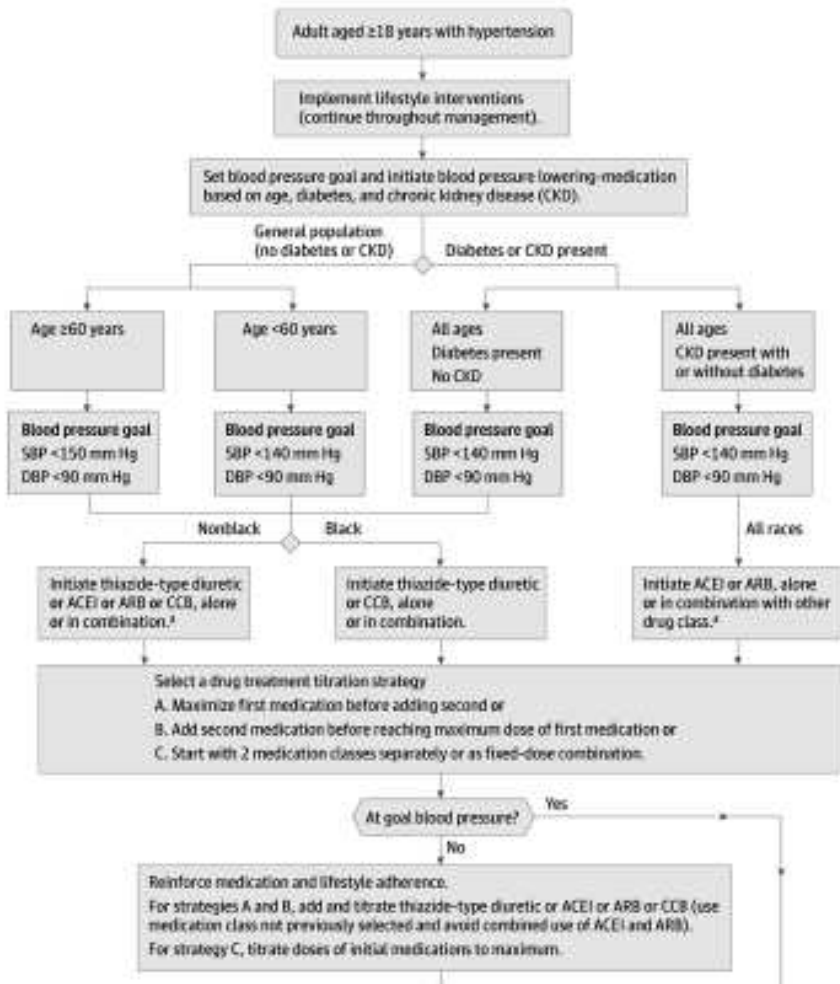 Adult aged ≥18 years with hypertension
Implement lifestyle interventions
(continue throughout management).
Set blood pressure goal and initiate blood pressure lowering-medication
based on age, diabetes, and chronic kidney disease (CKD).
General population
(no diabetes or CKD)
Diabetes or CKD present
Age ≥60 years
Age <60 years
All ages
Diabetes present
No CKD
All ages
CKD present with
or without diabetes
Blood pressure goal
SBP <150 mm Hg
DBP <90 mm Hg
Blood pressure goal
SBP <140 mm Hg
DBP <90 mm Hg
Blood pressure goal
SBP <140 mm Hg
DBP <90 mm Hg
Blood pressure goal
SBP <140 mm Hg
DBP <90 mm Hg
Nonblack
Black
All races
Initiate thiazide-type diuretic
or ACEI or ARB or CCB, alone
or in combination.ª
Initiate thiazide-type diuretic
or CCB, alone
or in combination.
Initiate ACEI or ARB, alone
or in combination with other
drug class.ª
Select a drug treatment titration strategy
A. Maximize first medication before adding second or
B. Add second medication before reaching maximum dose of first medication or
C. Start with 2 medication classes separately or as fixed-dose combination.
At goal blood pressure?
Yes
No
Reinforce medication and lifestyle adherence.
For strategies A and B, add and titrate thiazide-type diuretic or ACEI or ARB or CCB (use
medication class not previously selected and avoid combined use of ACEI and ARB).
For strategy C, titrate doses of initial medications to maximum.